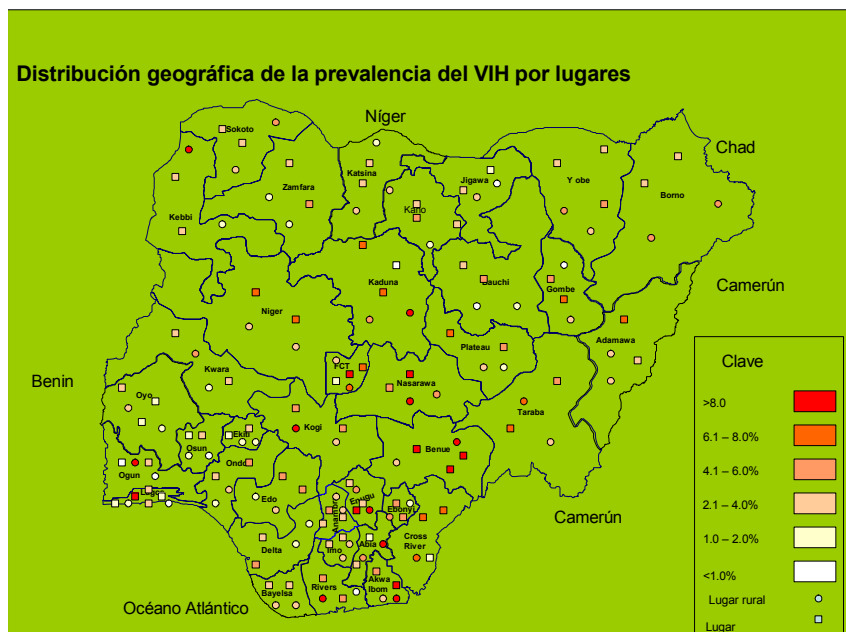 Distribución geográfica de la prevalencia del VIH por lugares
Níger
Chad
Sokoto
Katsina
Jigawa
Y obe
Borno
Zamfara
Kano
Kebbi
Camerún
Kaduna
Bauchi
Gombe
Niger
Adamawa
Plateau
Clave
Benin
Kwara
FCT
Nasarawa
Oyo
>8.0
Taraba
Kogi
6.1 – 8.0%
Ekiti
Osun
Benue
Ondo
4.1 – 6.0%
Ogun
Lagos
Edo
Enugu
Ebonyi
2.1 – 4.0%
Anambra
Camerún
Cross
River
Delta
Imo
Abia
1.0 – 2.0%
Akwa
Ibom
Rivers
Bayelsa
<1.0%
Océano Atlántico
Lugar rural
Lugar